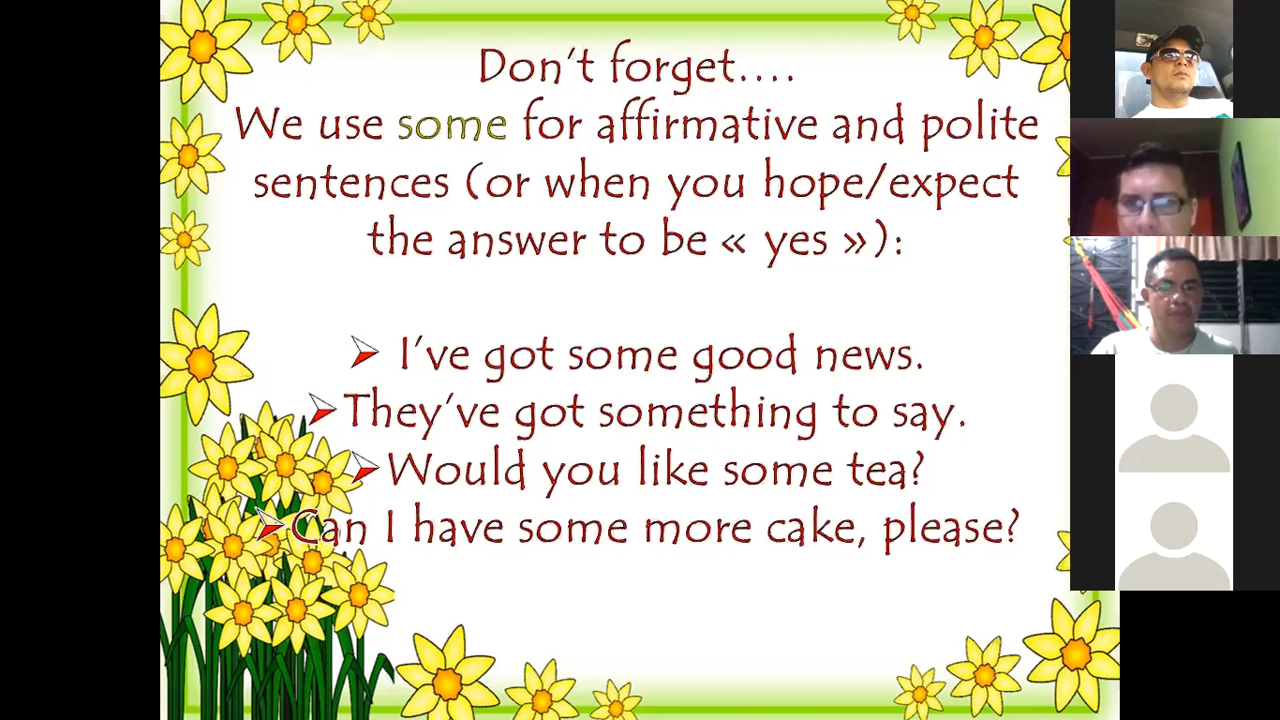 Don't forget....
We use some for affirmative and polite
sentences (or when you hope/expect
the answer to be « yes »):
I've got some good news.
They've got something to say.
Would you like some tea?
Can I have some more cake, please?